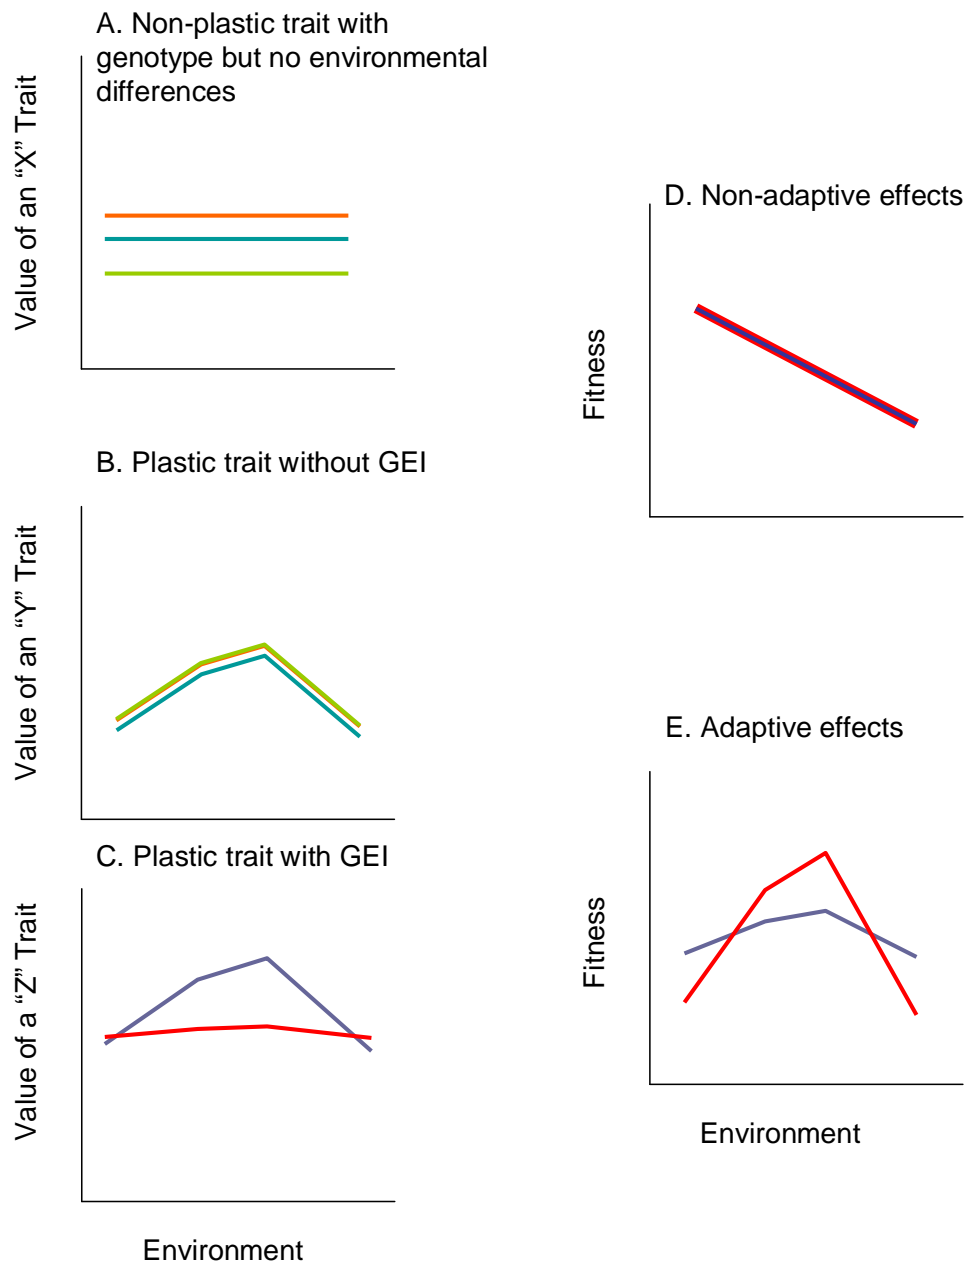 A. Non-plastic trait with
genotype but no environmental
differences
Value of an “X” Trait
B. Plastic trait without GEI
Value of an “Y” Trait
C. Plastic trait with GEI
Value of a “Z” Trait
Environment
D. Non-adaptive effects
Fitness
E. Adaptive effects
Fitness
Environment